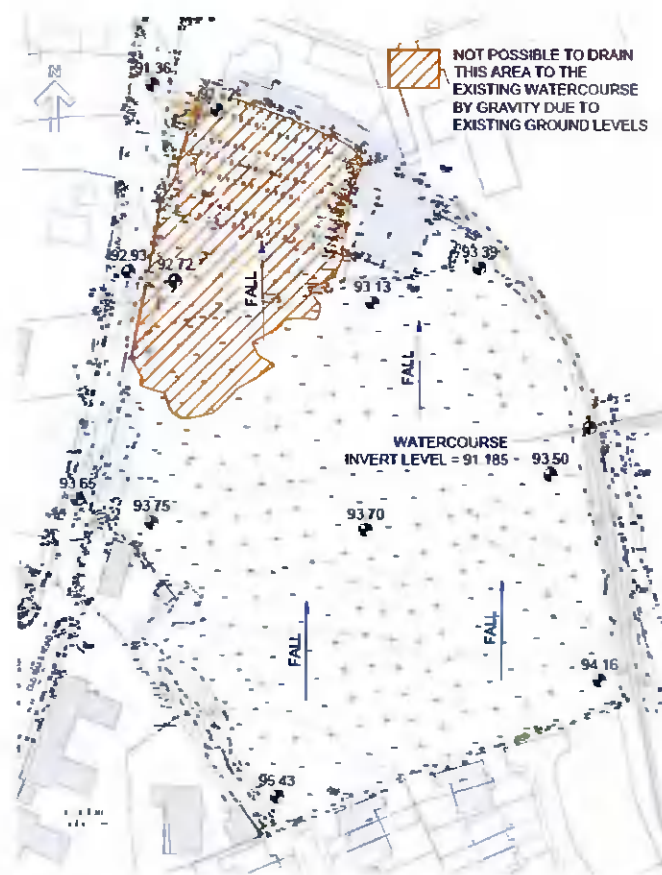 NOT POSSIBLE TO DRAIN
THIS AREA TO THE
EXISTING WATERCOURSE
BY GRAVITY DUE TO
EXISTING GROUND LEVELS
91.36
N
92.93
92.72
93.13
93.39
FALL
FALL
WATERCOURSE
INVERT LEVEL = 91.185
93.50
93.65
93.75
93.70
FALL
FALL
94.16
95.43